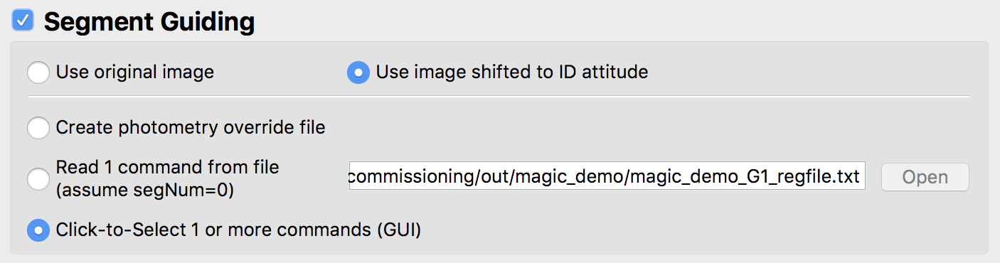 Segment Guiding
Use original image
Use image shifted to ID attitude
Create photometry override file
Read 1 command from file
(assume segNum=0)
commissioning/out/magic_demo/magic_demo_G1_regfile.txt
Open
Click-to-Select 1 or more commands (GUI)